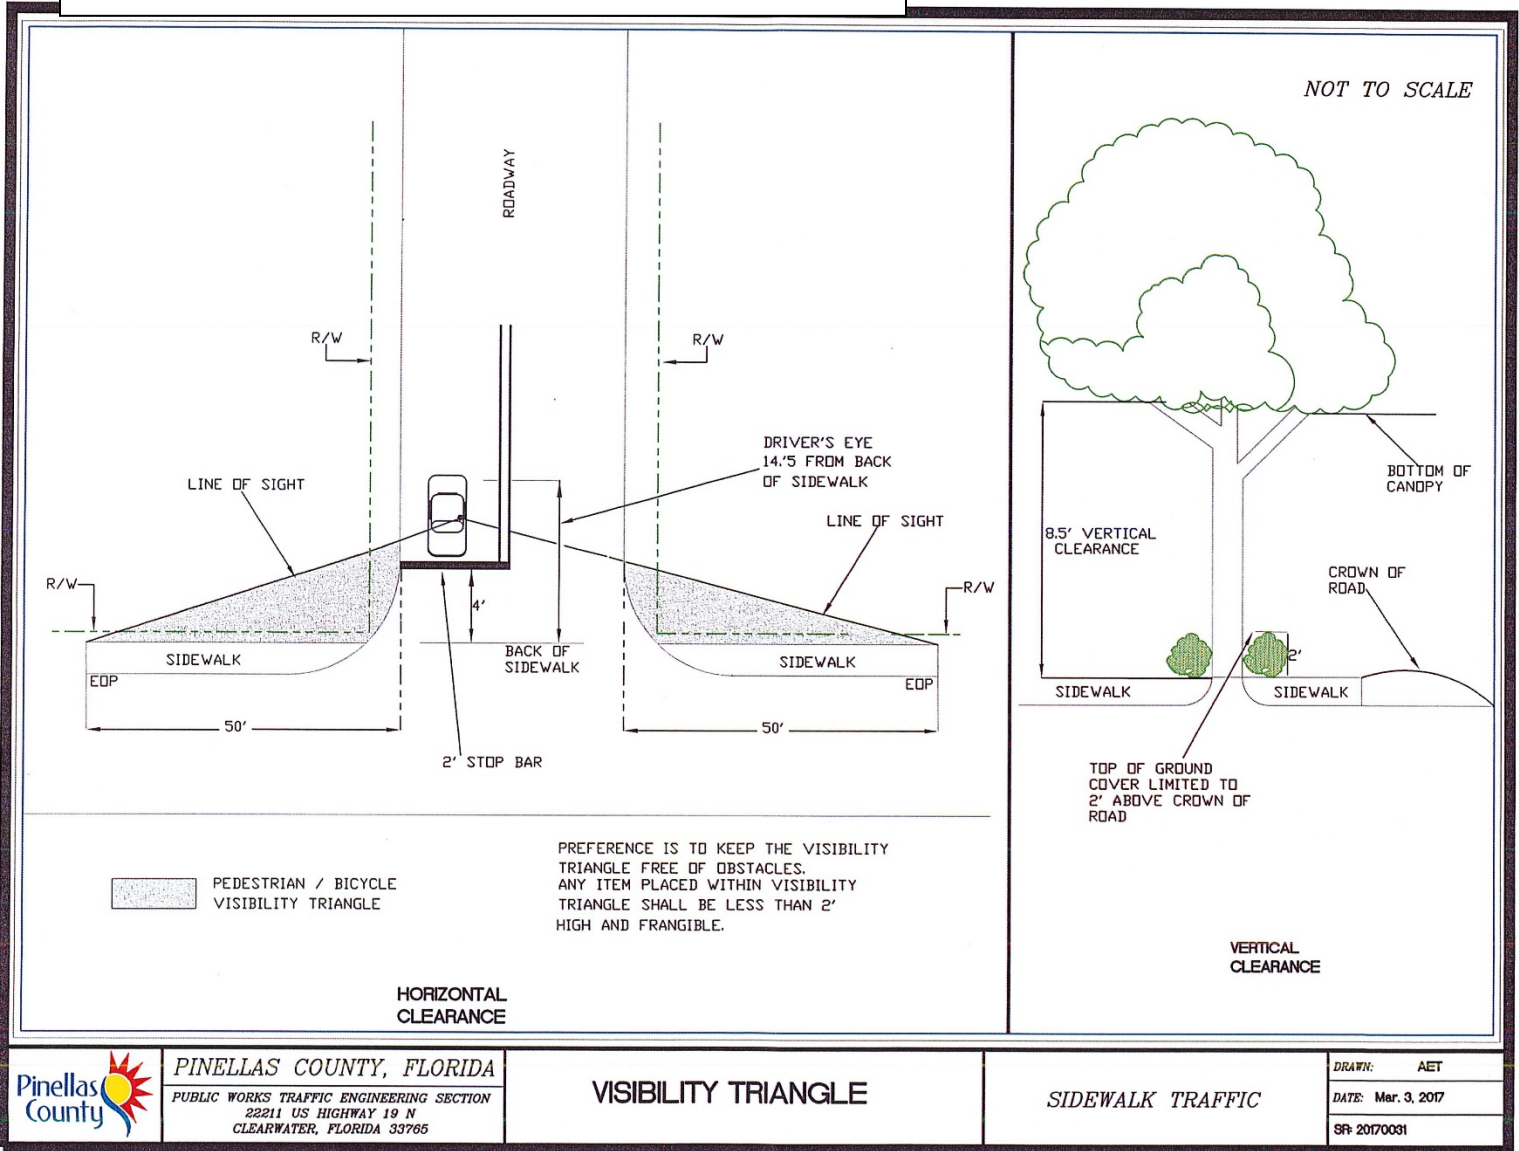 NOT TO SCALE
ROADWAY
R/W
R/W
DRIVER'S EYE
14.'5 FROM BACK
OF SIDEWALK
LINE OF SIGHT
LINE OF SIGHT
R/W
R/W
4'
BACK OF
SIDEWALK
SIDEWALK
SIDEWALK
EOP
EOP
50'
50'
2' STOP BAR
BOTTOM OF
CANOPY
8.5' VERTICAL
CLEARANCE
CROWN OF
ROAD
2'
SIDEWALK
SIDEWALK
TOP OF GROUND
COVER LIMITED TO
2' ABOVE CROWN OF
ROAD
PEDESTRIAN / BICYCLE
VISIBILITY TRIANGLE
PREFERENCE IS TO KEEP THE VISIBILITY
TRIANGLE FREE OF OBSTACLES.
ANY ITEM PLACED WITHIN VISIBILITY
TRIANGLE SHALL BE LESS THAN 2'
HIGH AND FRANGIBLE.
HORIZONTAL
CLEARANCE
VERTICAL
CLEARANCE
Pinellas
County
PINELLAS COUNTY, FLORIDA
PUBLIC WORKS TRAFFIC ENGINEERING SECTION
22211 US HIGHWAY 19 N
CLEARWATER, FLORIDA 33765
VISIBILITY TRIANGLE
SIDEWALK TRAFFIC
DRAWN: AET
DATE: Mar. 3, 2017
SR: 20170031